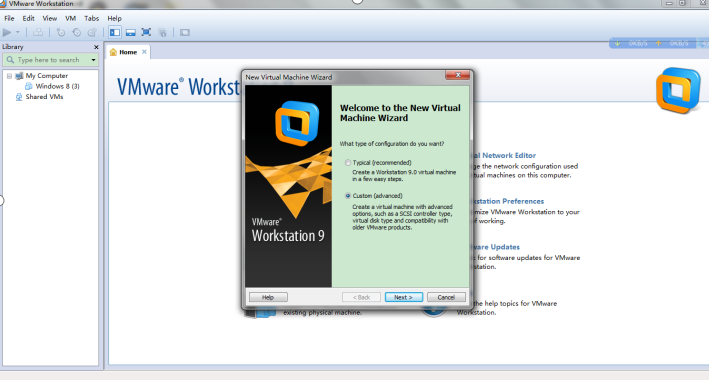 VMware Workstation
File Edit View VM Tabs Help
Library x
Home ×
0KB/S 0KB/S
Type here to search
My Computer
Windows 8 (3)
Shared VMs
VMware® Workst
New Virtual Machine Wizard
Welcome to the New Virtual
Machine Wizard
What type of configuration do you want?
Typical (recommended)
Create a Workstation 9.0 virtual machine
in a few easy steps.
Custom (advanced)
Create a virtual machine with advanced
options, such as a SCSI controller type,
virtual disk type and compatibility with
older VMware products.
VMware®
Workstation 9
Help < Back Next > Cancel
al Network Editor
ge the network configuration used
tual machines on this computer.
kstation Preferences
mize VMware Workstation to your
of working.
ware Updates
s for software updates for VMware
station.
the help topics for VMware
Workstation.
existing physical machine.